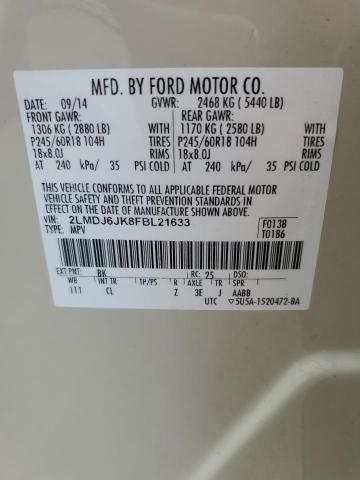 MFD. BY FORD MOTOR CO.
DATE: 09/14 GVWR: 2468 KG ( 5440 LB)
FRONT GAWR: REAR GAWR:
1306 KG ( 2880 LB) WITH 1170 KG ( 2580 LB) WITH
P245/60R18 104H TIRES P245/60R18 104H TIRES
18x8.0J RIMS 18x8.0J RIMS
AT 240 kPa/ 35 PSI COLD AT 240 kPa/ 35 PSI COLD
THIS VEHICLE CONFORMS TO ALL APPLICABLE FEDERAL MOTOR
VEHICLE SAFETY AND THEFT PREVENTION STANDARDS IN
EFFECT ON THE DATE OF MANUFACTURE SHOWN ABOVE.
VIN: 2LMDJ6JK8FBL21633 F0138
TYPE: MPV T0186
EXT PNT: BK RC: 25 DSO:
WB INT TR TP/PS R AXLE TR SPR
111 CL Z 3E J AABB
UTC ▽5U5A-1520472-BA